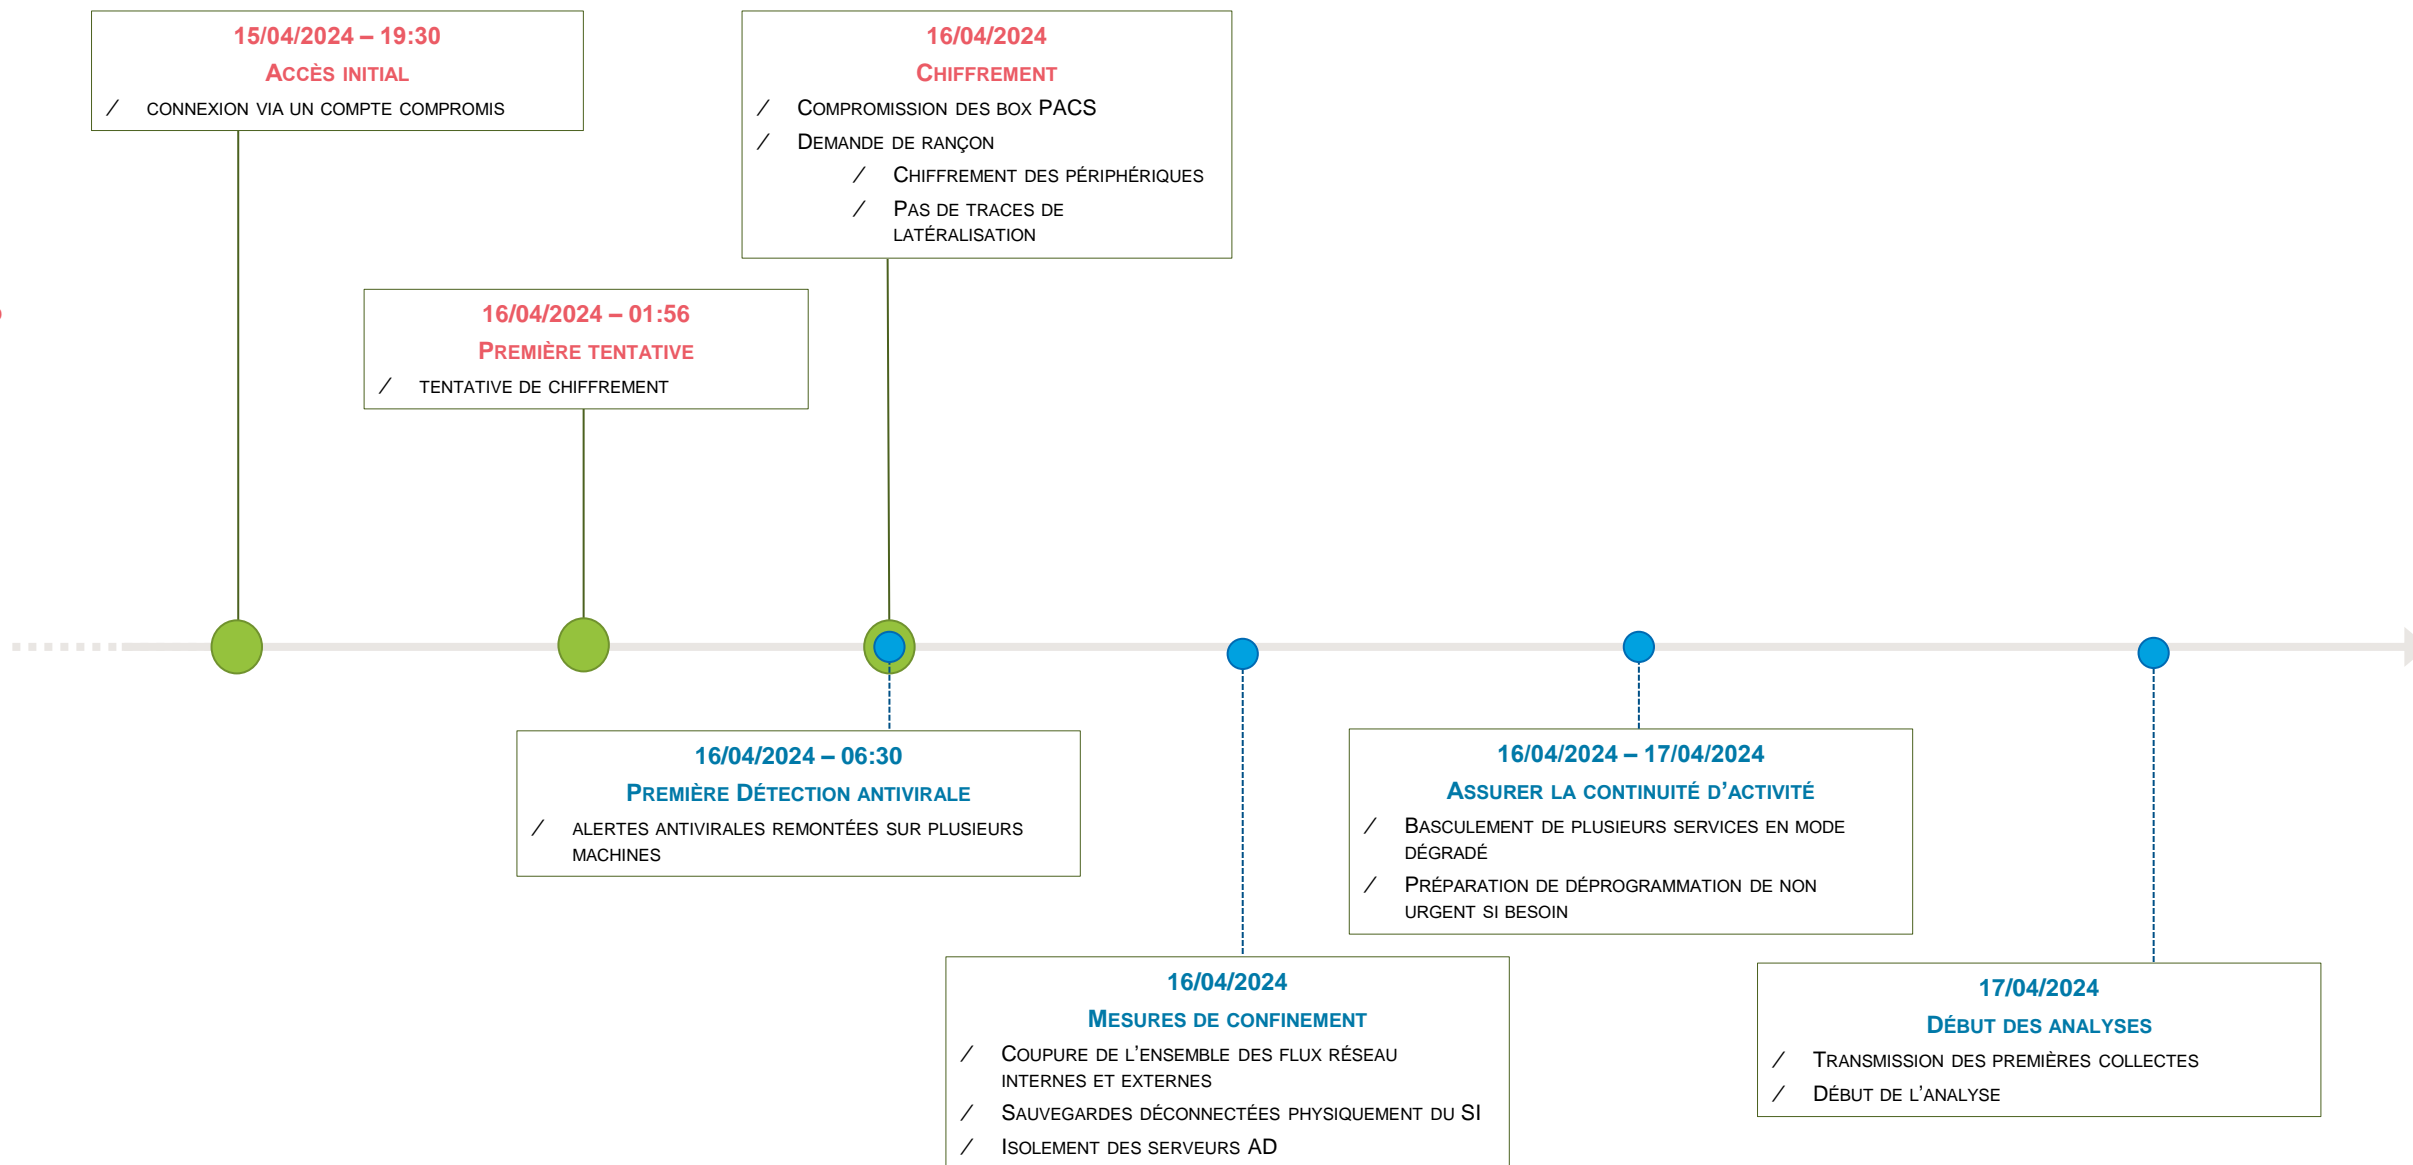 15/04/2024 – 19:30
Accès initial
/ connexion via un compte compromis
16/04/2024
Chiffrement
/ Compromission des box PACS
/ Demande de rançon
/ Chiffrement des périphériques
/ Pas de traces de
latéralisation
16/04/2024 – 01:56
Première tentative
/ tentative de chiffrement
16/04/2024 – 06:30
Première Détection antivirale
/ alertes antivirales remontées sur plusieurs
machines
16/04/2024 – 17/04/2024
Assurer la continuité d’activité
/ Basculement de plusieurs services en mode
dégradé
/ Préparation de déprogrammation de non
urgent si besoin
16/04/2024
Mesures de confinement
/ Coupure de l’ensemble des flux réseau
internes et externes
/ Sauvegardes déconnectées physiquement du SI
/ Isolement des serveurs AD
17/04/2024
Début des analyses
/ Transmission des premières collectes
/ Début de l’analyse